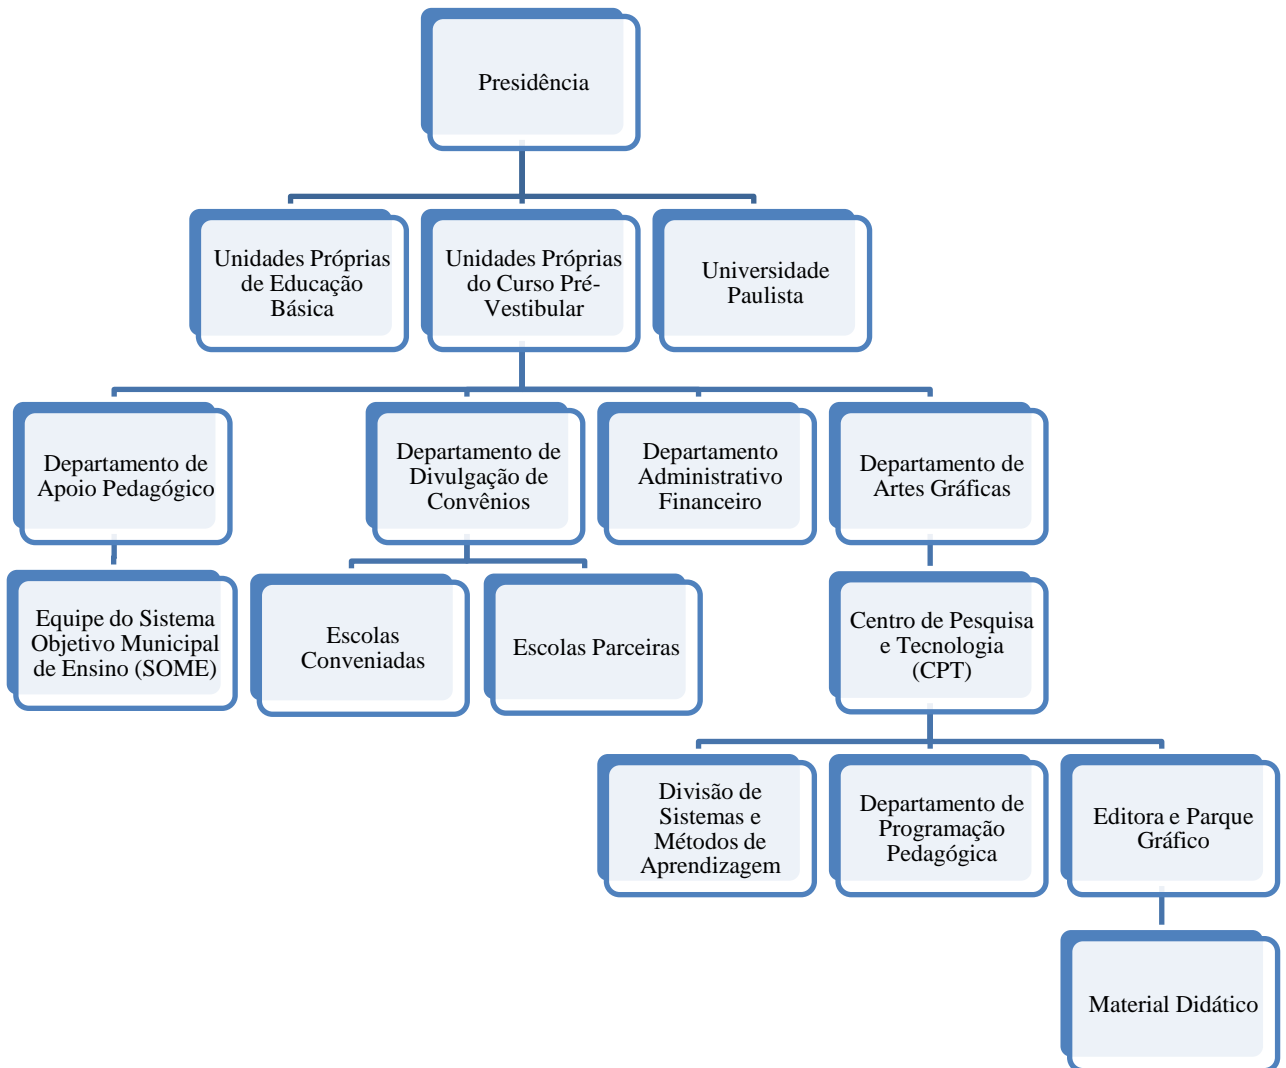 Presidência
Unidades Próprias
de Educação
Básica
Unidades Próprias
do Curso Pré-
Vestibular
Universidade
Paulista
Departamento de
Apoio Pedagógico
Departamento de
Divulgação de
Convênios
Departamento
Administrativo
Financeiro
Departamento de
Artes Gráficas
Equipe do Sistema
Objetivo Municipal
de Ensino (SOME)
Escolas
Conveniadas
Escolas Parceiras
Centro de Pesquisa
e Tecnologia
(CPT)
Divisão de
Sistemas e
Métodos de
Aprendizagem
Departamento de
Programação
Pedagógica
Editora e Parque
Gráfico
Material Didático